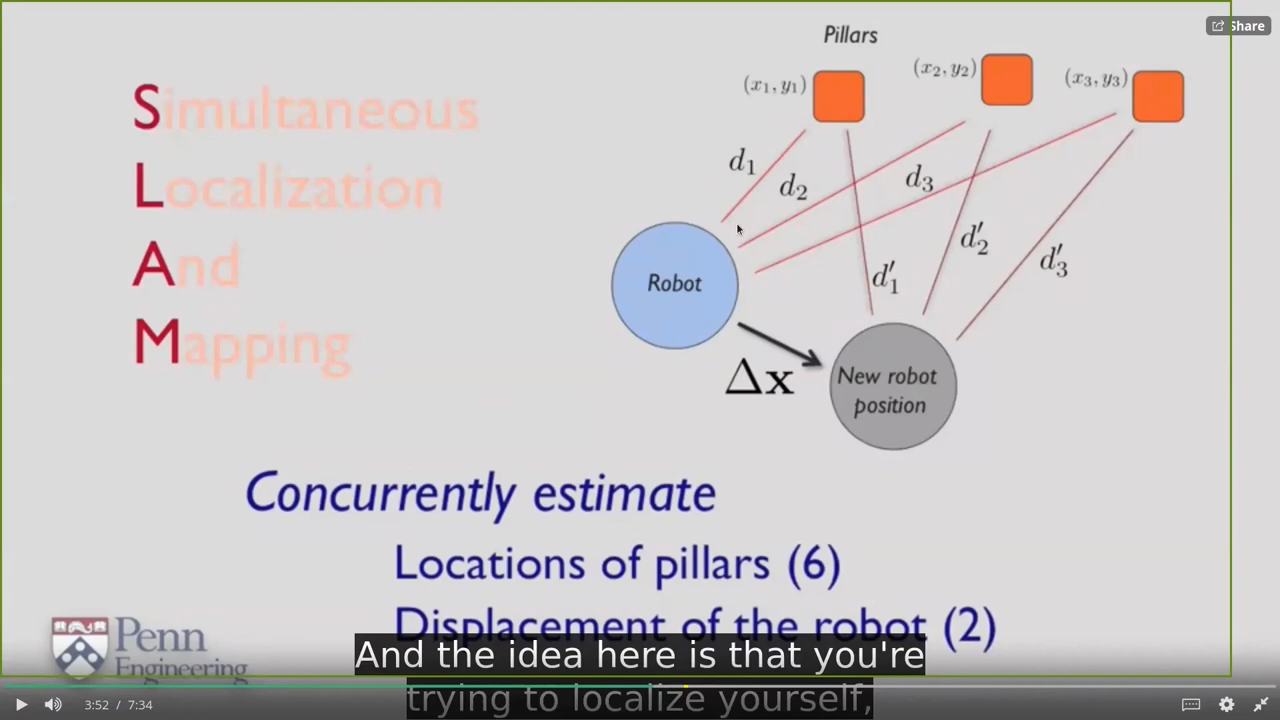 Share
Pillars
(x₁, y₁)
(x₂, y₂)
(x₃, y₃)
Simultaneous
Localization
And
Mapping
d₁
d₂
d₃
d′₁
d′₂
d′₃
Robot
Δx
New robot
position
Concurrently estimate
Locations of pillars (6)
Displacement of the robot (2)
Penn
Engineering
And the idea here is that you're
trying to localize yourself,
3:52 / 7:34